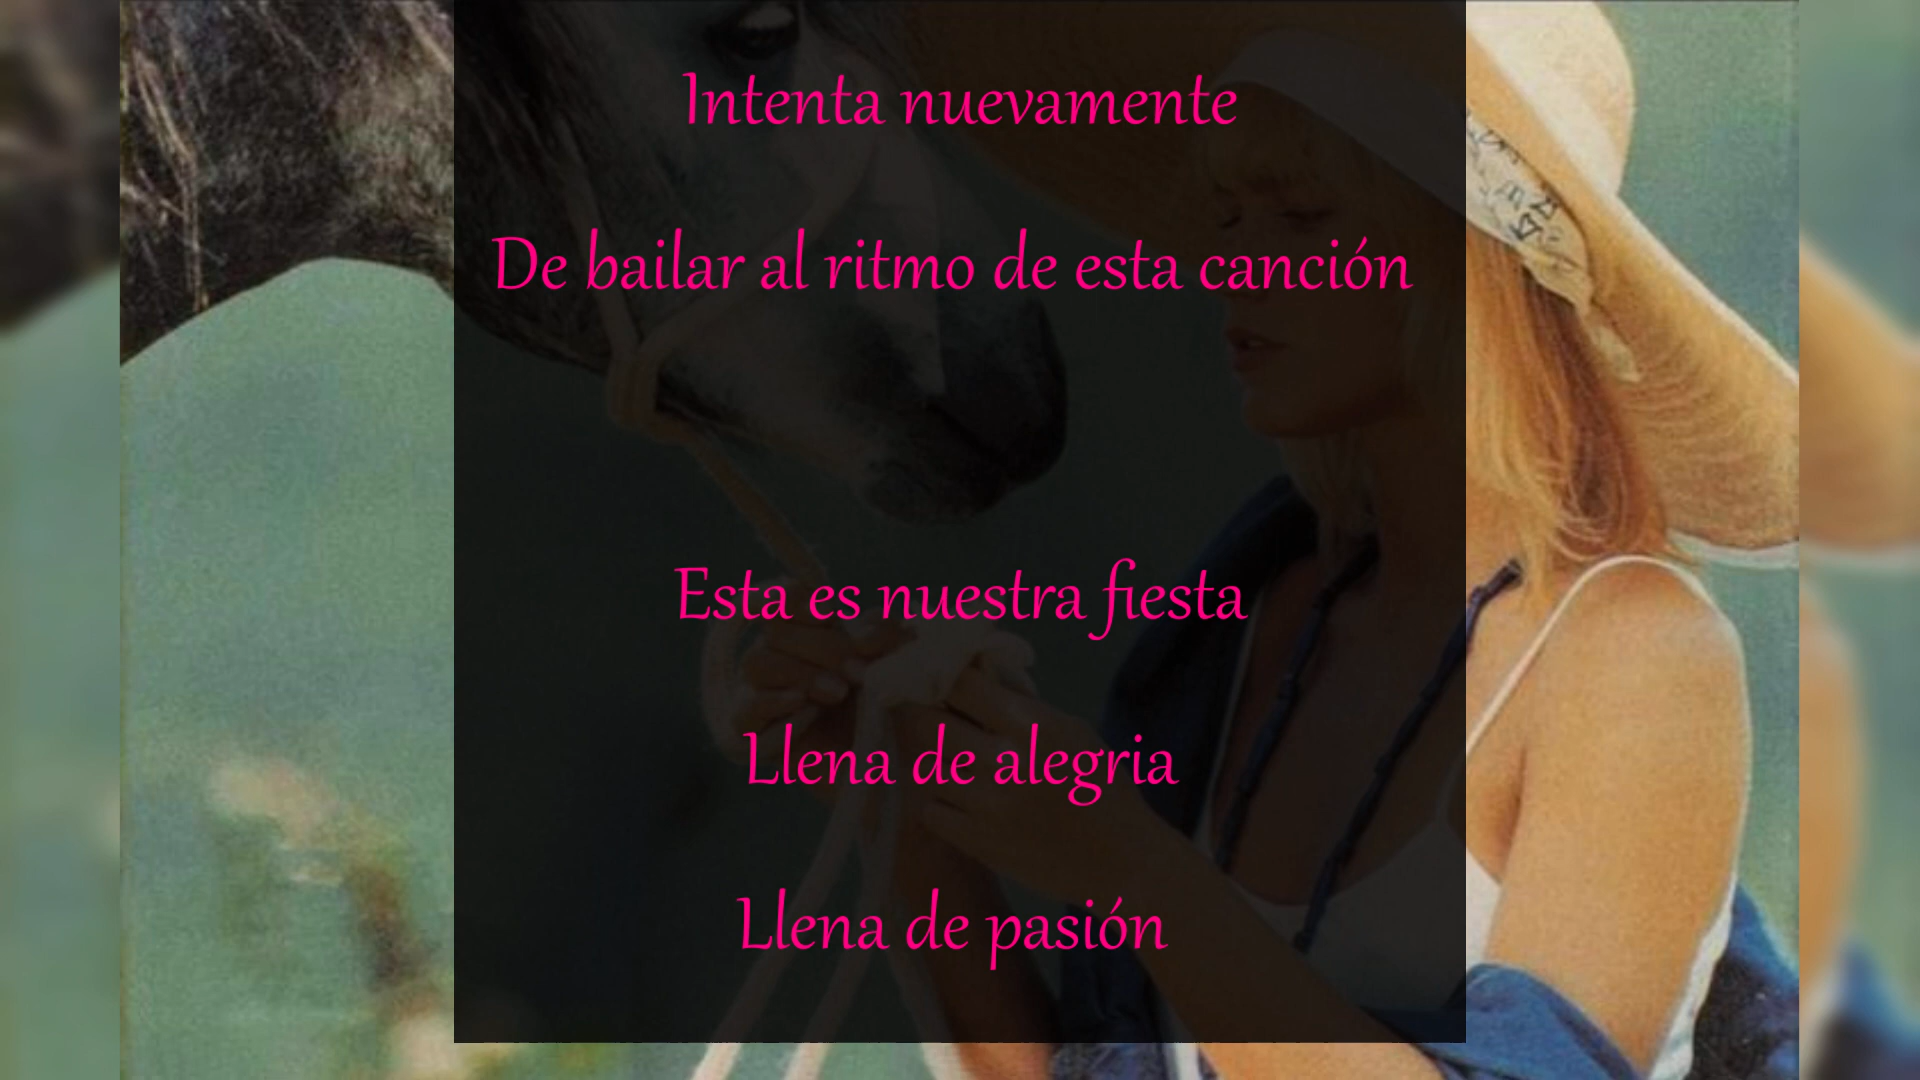 Intenta nuevamente
De bailar al ritmo de esta canción
Esta es nuestra fiesta
Llena de alegria
Llena de pasión